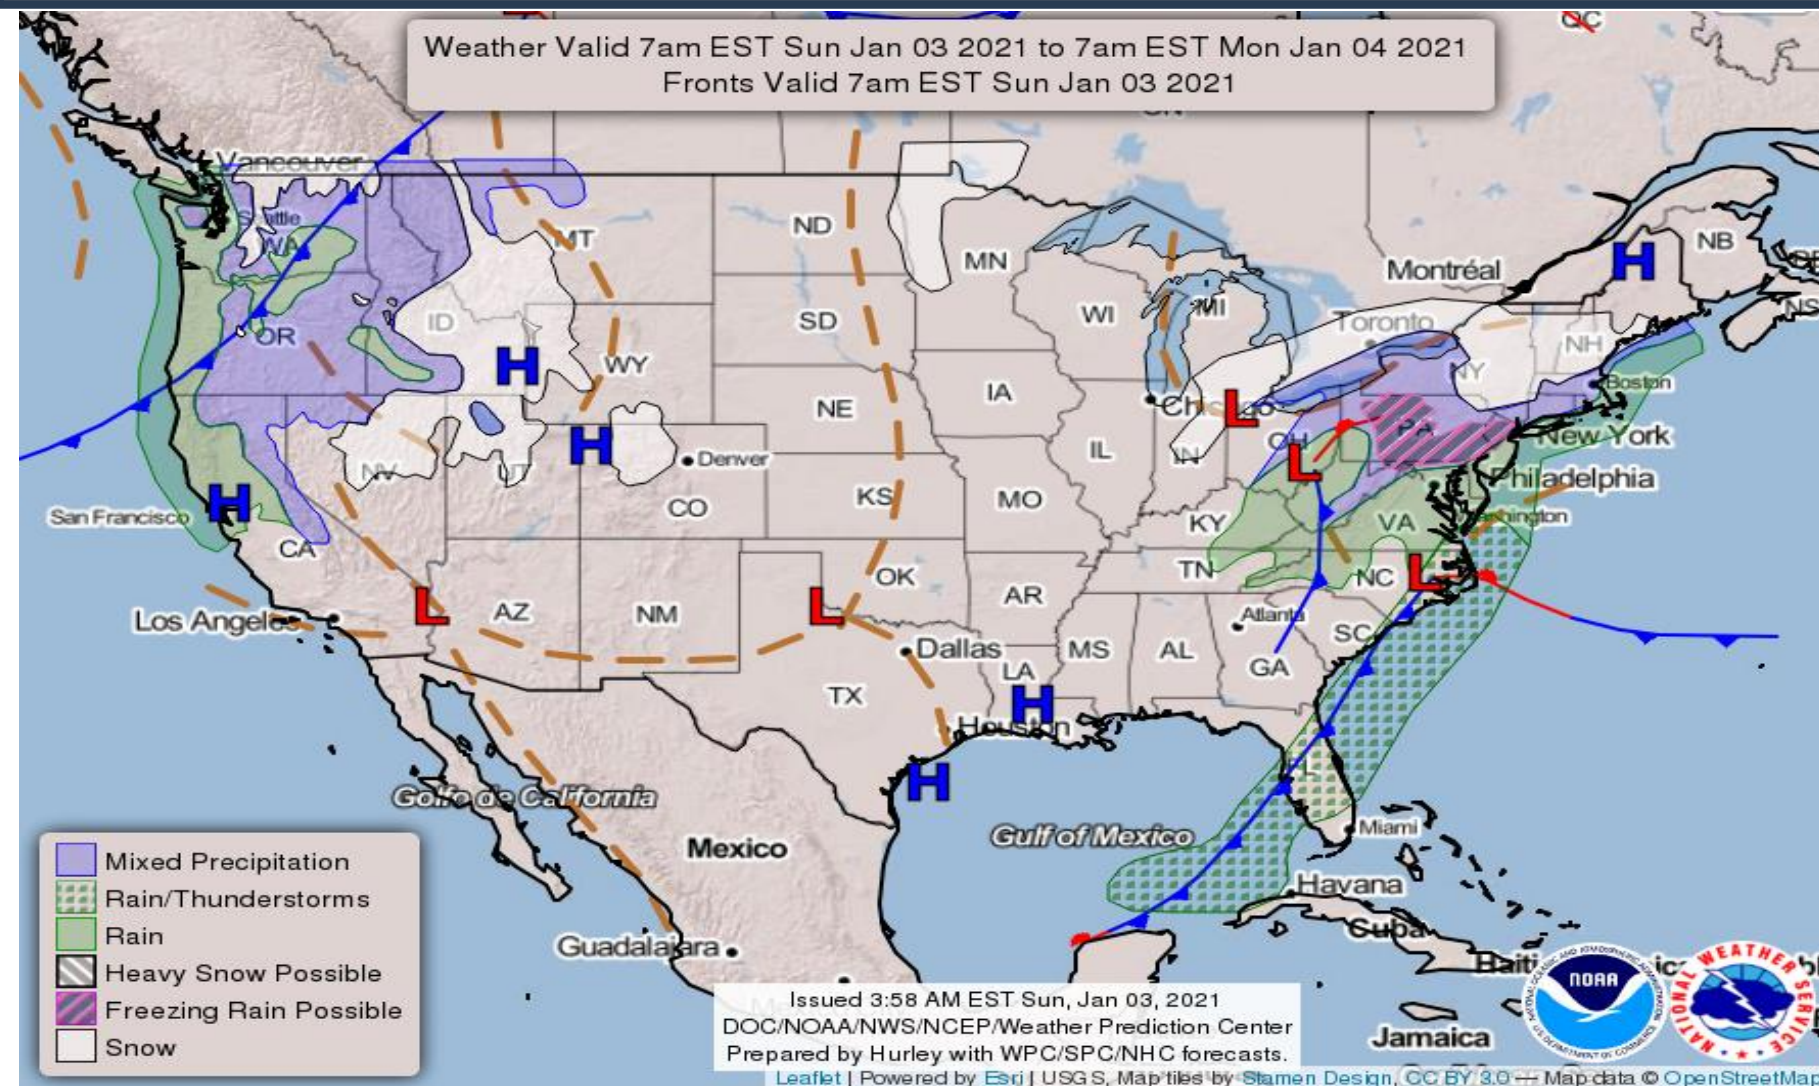 Weather Valid 7am EST Sun Jan 03 2021 to 7am EST Mon Jan 04 2021
Fronts Valid 7am EST Sun Jan 03 2021
QC
Vancouver
Seattle
WA
MT
ND
MN
Montréal
NB
NS
OR
ID
SD
WI
MI
Toronto
NH
WY
NY
Boston
NE
IA
Chicago
OH
PA
New York
NV
UT
Denver
IL
IN
Philadelphia
San Francisco
H
CO
KS
MO
KY
VA
Washington
CA
TN
NC
L
OK
AR
Los Angeles
L
AZ
NM
L
Atlanta
SC
Dallas
MS
AL
GA
LA
TX
H
Houston
H
FL
H
H
H
L
L
Golfo de California
Mexico
Gulf of Mexico
Miami
Havana
Cuba
Guadalajara
Haiti
Jamaica
Mixed Precipitation
Rain/Thunderstorms
Rain
Heavy Snow Possible
Freezing Rain Possible
Snow
Issued 3:58 AM EST Sun, Jan 03, 2021
DOC/NOAA/NWS/NCEP/Weather Prediction Center
Prepared by Hurley with WPC/SPC/NHC forecasts.
Leaflet | Powered by Esri | USGS, Map tiles by Stamen Design, CC BY 3.0 — Map data © OpenStreetMap
NOAA
NATIONAL WEATHER SERVICE